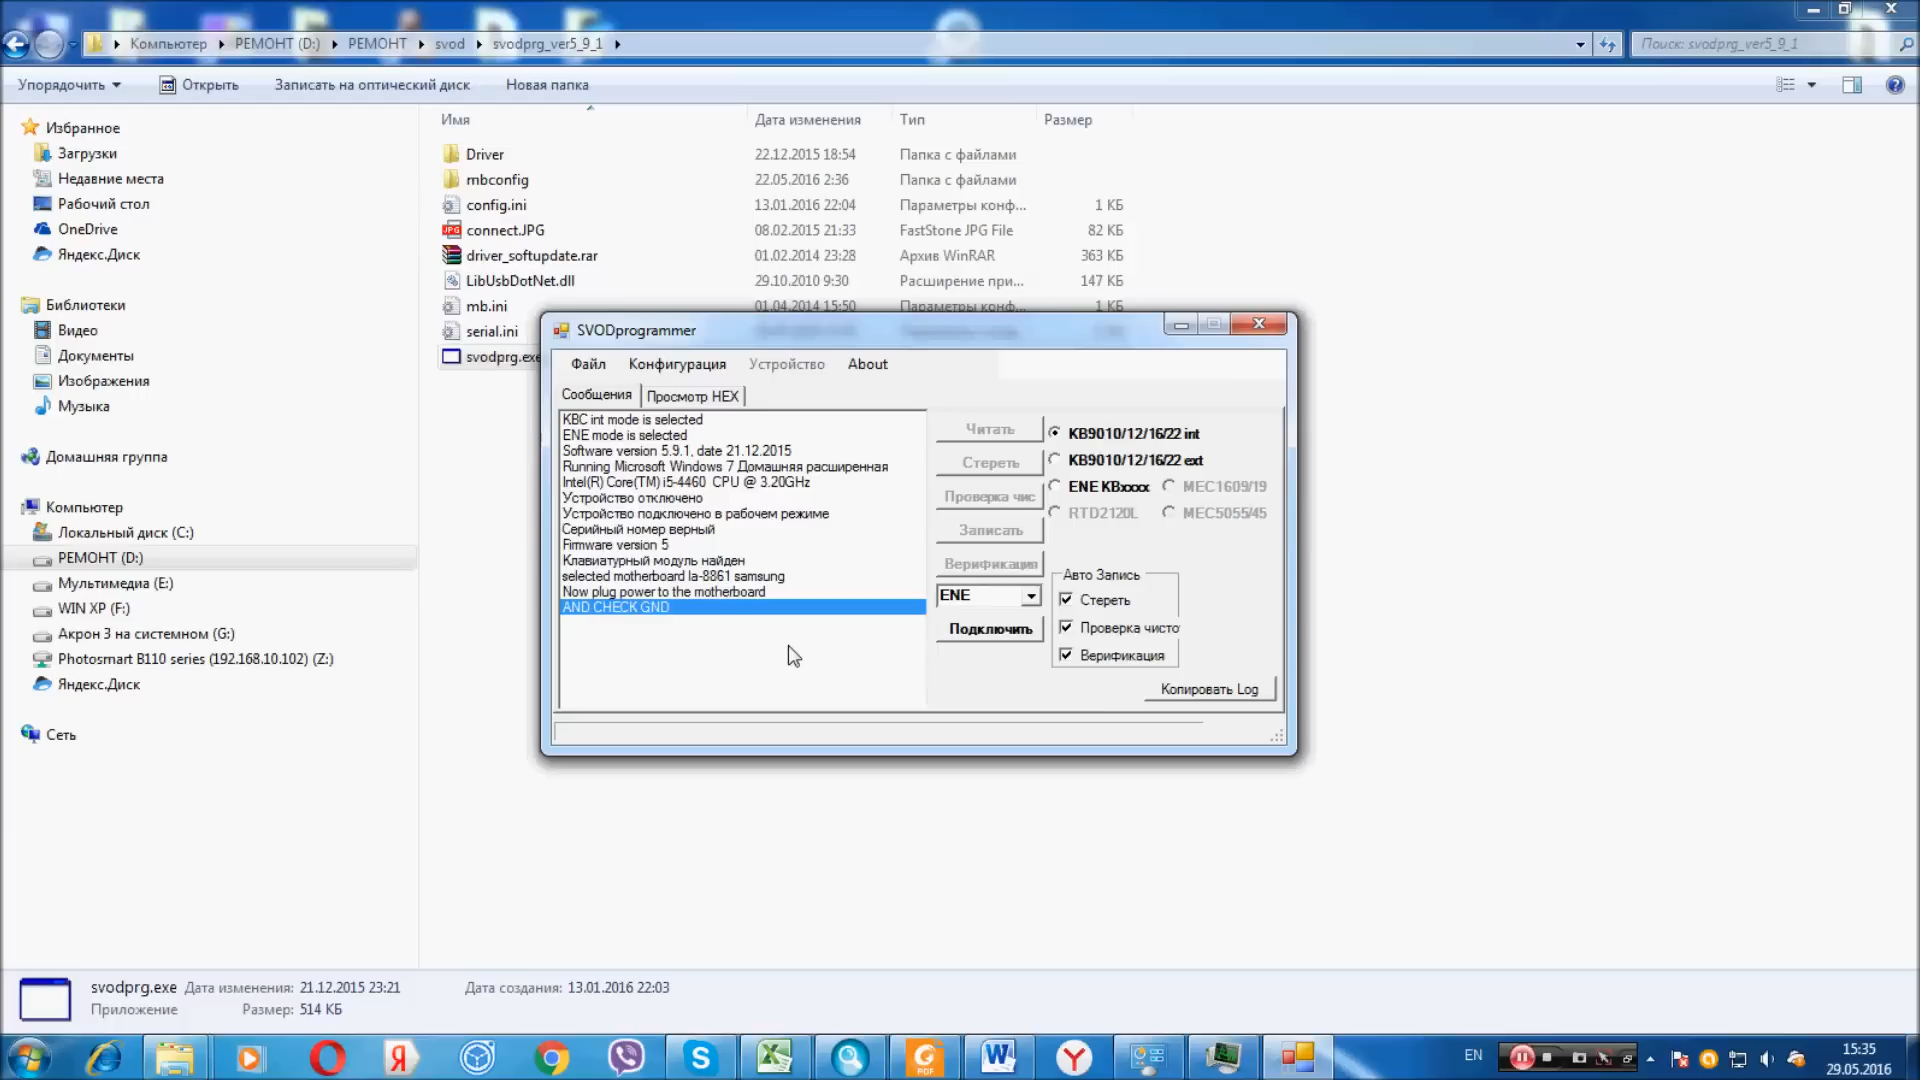 Компьютер РЕМОНТ (D:) РЕМОНТ svod svodprg_ver5_9_1
Поиск: svodprg_ver5_9_1
Упорядочить Открыть Записать на оптический диск Новая папка
Избранное
Загрузки
Недавние места
Рабочий стол
OneDrive
Яндекс.Диск
Библиотеки
Видео
Документы
Изображения
Музыка
Домашняя группа
Компьютер
Локальный диск (C:)
РЕМОНТ (D:)
Мультимедиа (E:)
WIN XP (F:)
Акрон 3 на системном (G:)
Photosmart B110 series (192.168.10.102) (Z:)
Яндекс.Диск
Сеть
Имя Дата изменения Тип Размер
Driver 22.12.2015 18:54 Папка с файлами
mbconfig 22.05.2016 2:36 Папка с файлами
config.ini 13.01.2016 22:04 Параметры конф... 1 КБ
connect.JPG 08.02.2015 21:33 FastStone JPG File 82 КБ
driver_softupdate.rar 01.02.2014 23:28 Архив WinRAR 363 КБ
LibUsbDotNet.dll 29.10.2010 9:30 Расширение при... 147 КБ
mb.ini 01.04.2014 15:50 Параметры конф... 1 КБ
serial.ini
svodprg.exe
SVODprogrammer
Файл Конфигурация Устройство About
Сообщения Просмотр HEX
KBC int mode is selected
ENE mode is selected
Software version 5.9.1, date 21.12.2015
Running Microsoft Windows 7 Домашняя расширенная
Intel(R) Core(TM) i5-4460 CPU @ 3.20GHz
Устройство отключено
Устройство подключено в рабочем режиме
Серийный номер верный
Firmware version 5
Клавиатурный модуль найден
selected motherboard la-8861 samsung
Now plug power to the motherboard
AND CHECK GND
Читать
Стереть
Проверка чис
Записать
Верификация
ENE
Подключить
KB9010/12/16/22 int
KB9010/12/16/22 ext
ENE KBxxxx MEC1609/19
RTD2120L MEC5055/45
Авто Запись
Стереть
Проверка чисто
Верификация
Копировать Log
svodprg.exe Дата изменения: 21.12.2015 23:21 Дата создания: 13.01.2016 22:03
Приложение Размер: 514 КБ
EN
15:35
29.05.2016